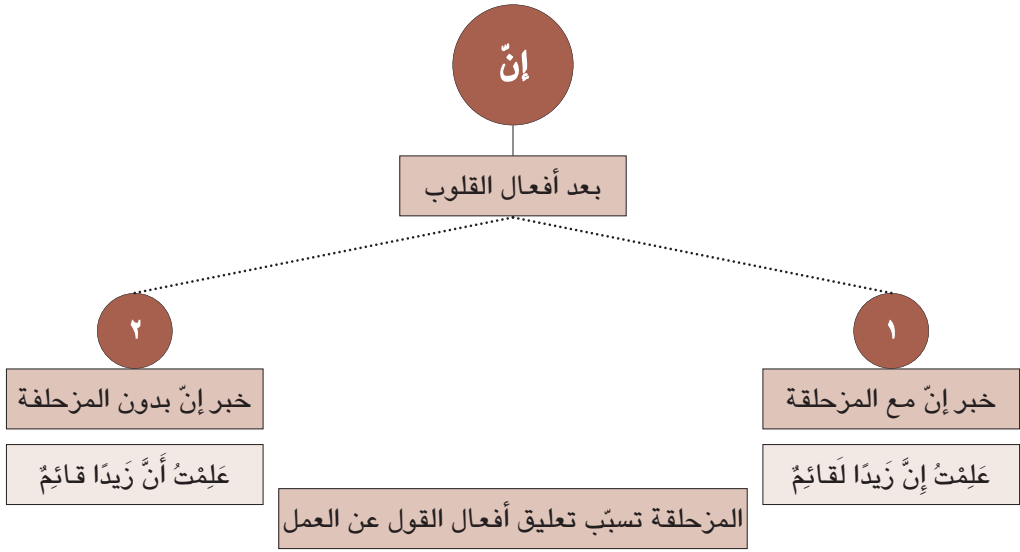 إنّ
بعد أفعال القلوب
١
خبر إنّ مع المزحلقة
عَلِمْتُ إِنَّ زَيدًا لَقائِمٌ
٢
خبر إنّ بدون المزحلفة
عَلِمْتُ أَنَّ زَيدًا قائِمٌ
المزحلقة تسبّب تعليق أفعال القول عن العمل